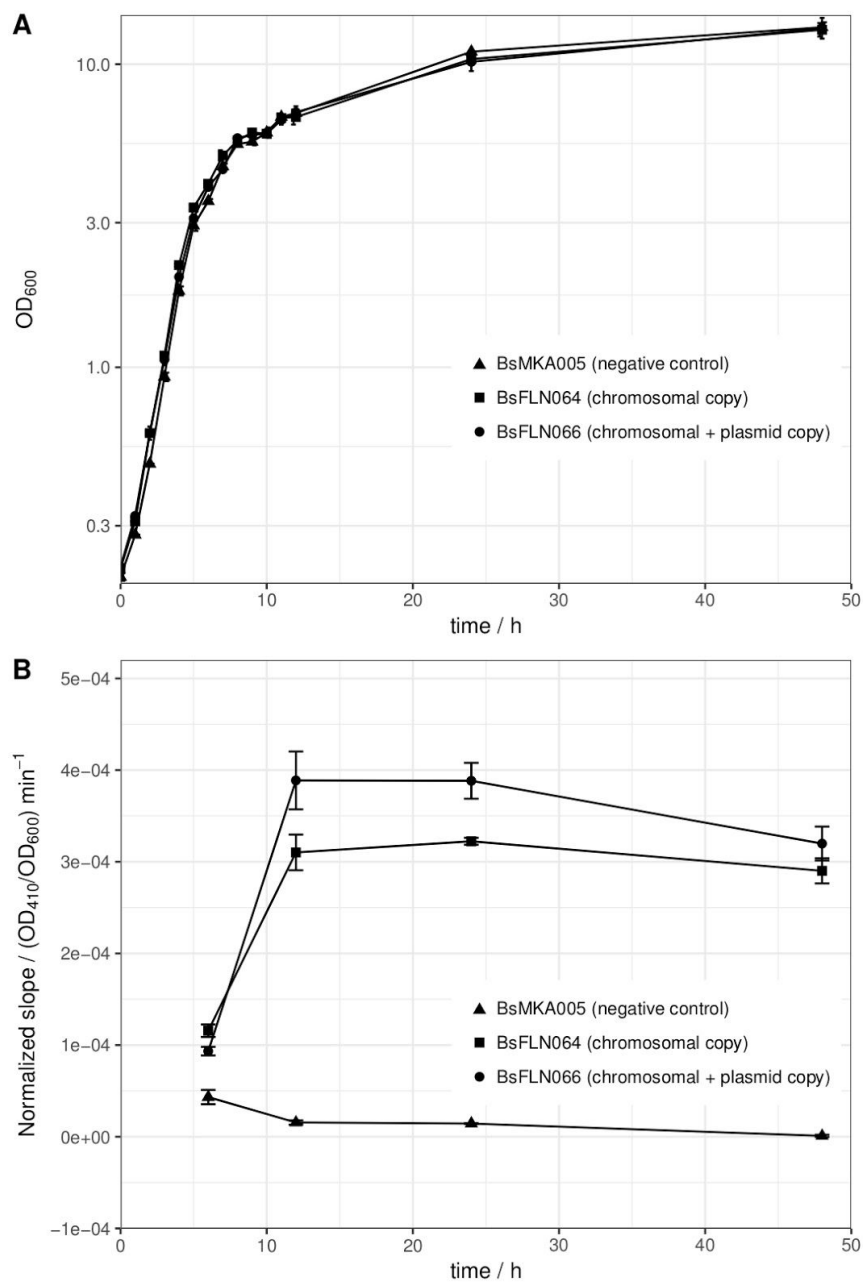 A
10.0
3.0
1.0
0.3
OD600
BsMKA005 (negative control)
BsFLN064 (chromosomal copy)
BsFLN066 (chromosomal + plasmid copy)
0 10 20 30 40 50
time / h
B
5e−04
4e−04
3e−04
2e−04
1e−04
0e+00
−1e−04
Normalized slope / (OD410/OD600) min−1
BsMKA005 (negative control)
BsFLN064 (chromosomal copy)
BsFLN066 (chromosomal + plasmid copy)
0 10 20 30 40 50
time / h